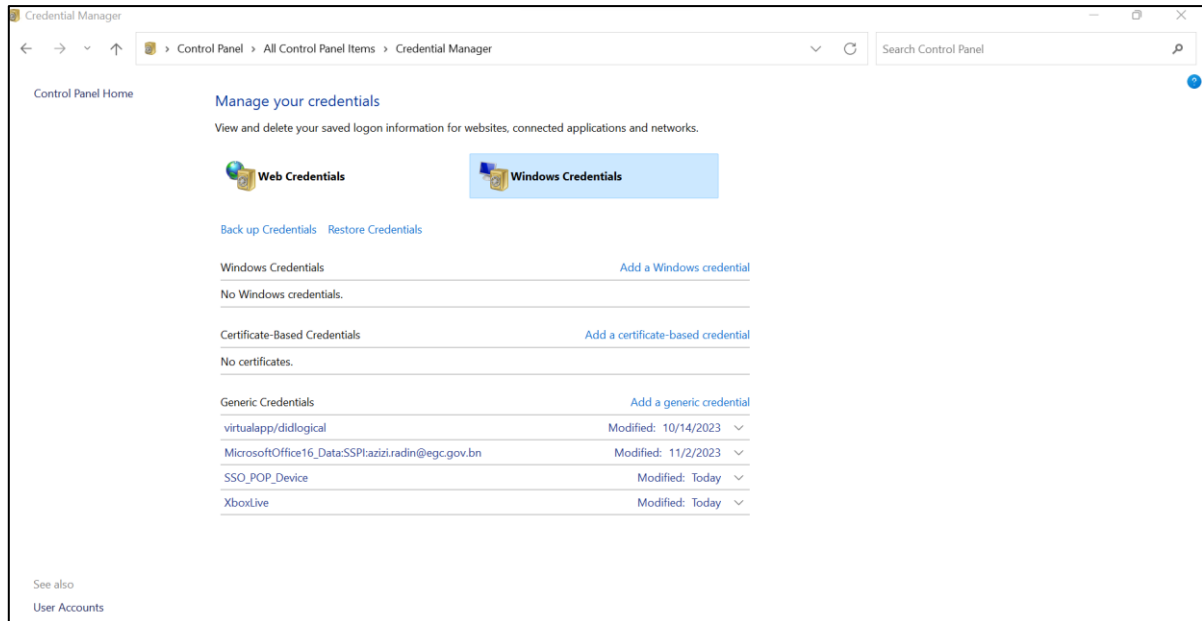 Credential Manager
Control Panel > All Control Panel Items > Credential Manager
Search Control Panel
?
Control Panel Home
Manage your credentials
View and delete your saved logon information for websites, connected applications and networks.
Web Credentials
Windows Credentials
Back up Credentials Restore Credentials
Windows Credentials Add a Windows credential
No Windows credentials.
Certificate-Based Credentials Add a certificate-based credential
No certificates.
Generic Credentials Add a generic credential
virtualapp/didlogical Modified: 10/14/2023
MicrosoftOffice16_Data:SSPI:azizi.radin@egc.gov.bn Modified: 11/2/2023
SSO_POP_Device Modified: Today
XboxLive Modified: Today
See also
User Accounts